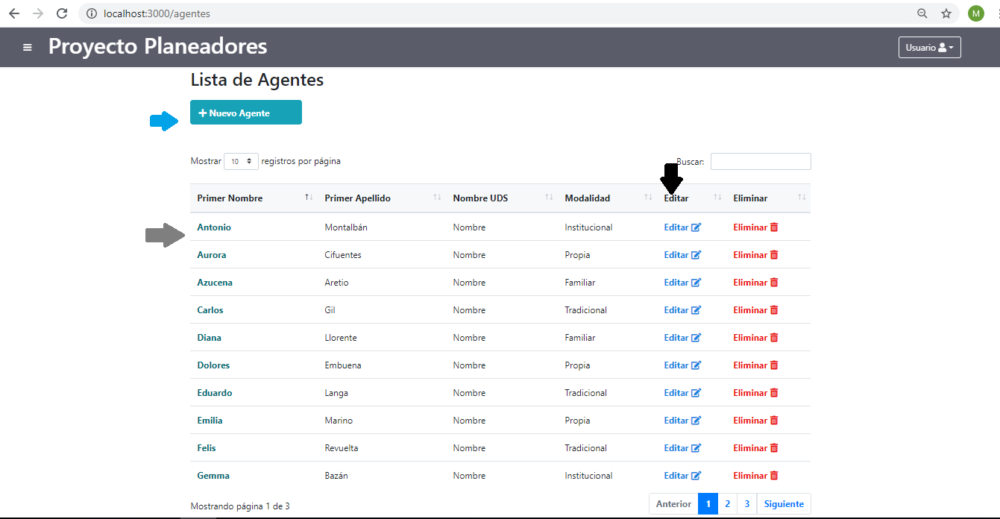 localhost:3000/agentes
M
Proyecto Planeadores
Usuario
Lista de Agentes
+ Nuevo Agente
Mostrar 10 registros por página
Buscar:
Primer Nombre Primer Apellido Nombre UDS Modalidad Editar Eliminar
Antonio Montalbán Nombre Institucional Editar Eliminar
Aurora Cifuentes Nombre Propia Editar Eliminar
Azucena Aretio Nombre Familiar Editar Eliminar
Carlos Gil Nombre Tradicional Editar Eliminar
Diana Llorente Nombre Familiar Editar Eliminar
Dolores Embuena Nombre Propia Editar Eliminar
Eduardo Langa Nombre Tradicional Editar Eliminar
Emilia Marino Nombre Propia Editar Eliminar
Felis Revuelta Nombre Tradicional Editar Eliminar
Gemma Bazán Nombre Institucional Editar Eliminar
Mostrando página 1 de 3
Anterior 1 2 3 Siguiente